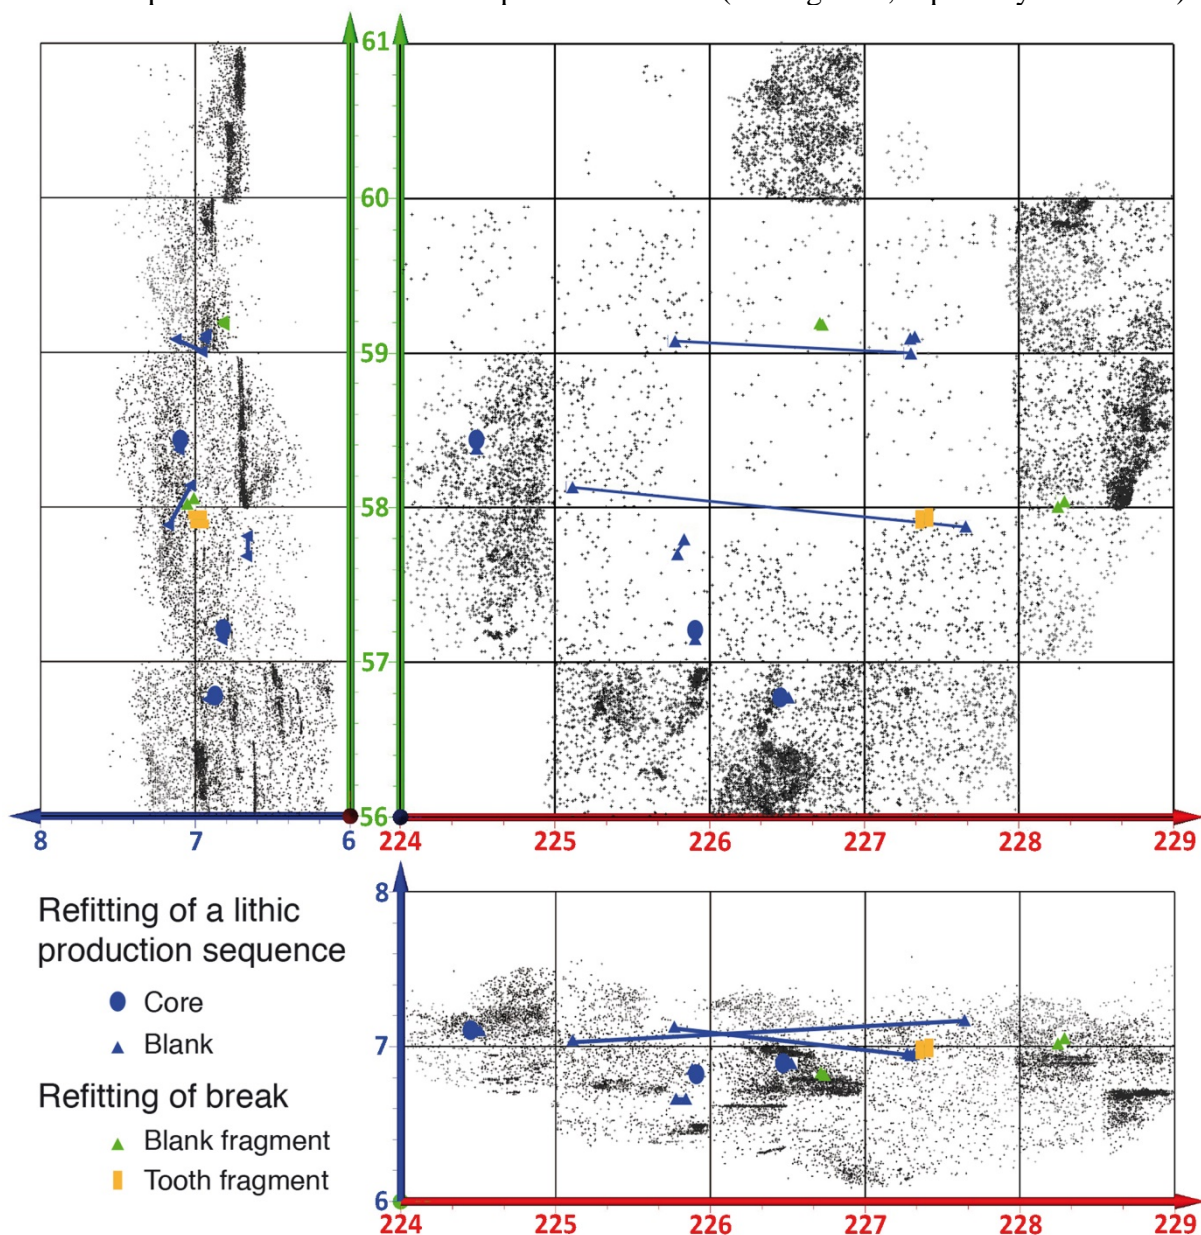 61
60
59
58
57
56
8 7 6 224 225 226 227 228 229
8
7
6
224 225 226 227 228 229
Refitting of a lithic
production sequence
Core
Blank
Refitting of break
Blank fragment
Tooth fragment